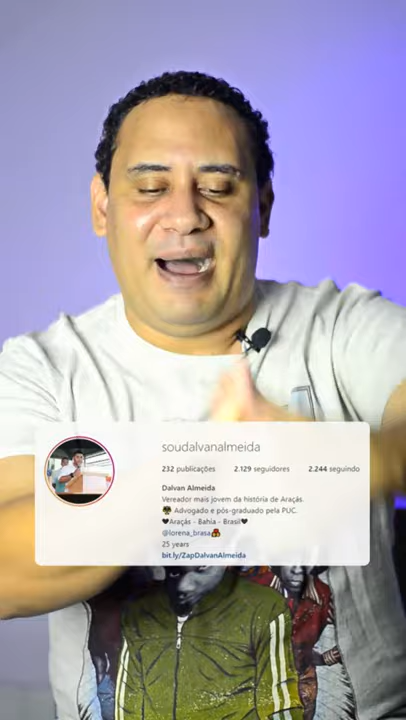 soudalvanalmeida
232 publicações 2.129 seguidores 2.244 seguindo
Dalvan Almeida
Vereador mais jovem da história de Araçás.
Advogado e pós-graduado pela PUC.
🖤Araçás - Bahia - Brasil🖤
@lorena_brasa
25 years
bit.ly/ZapDalvanAlmeida